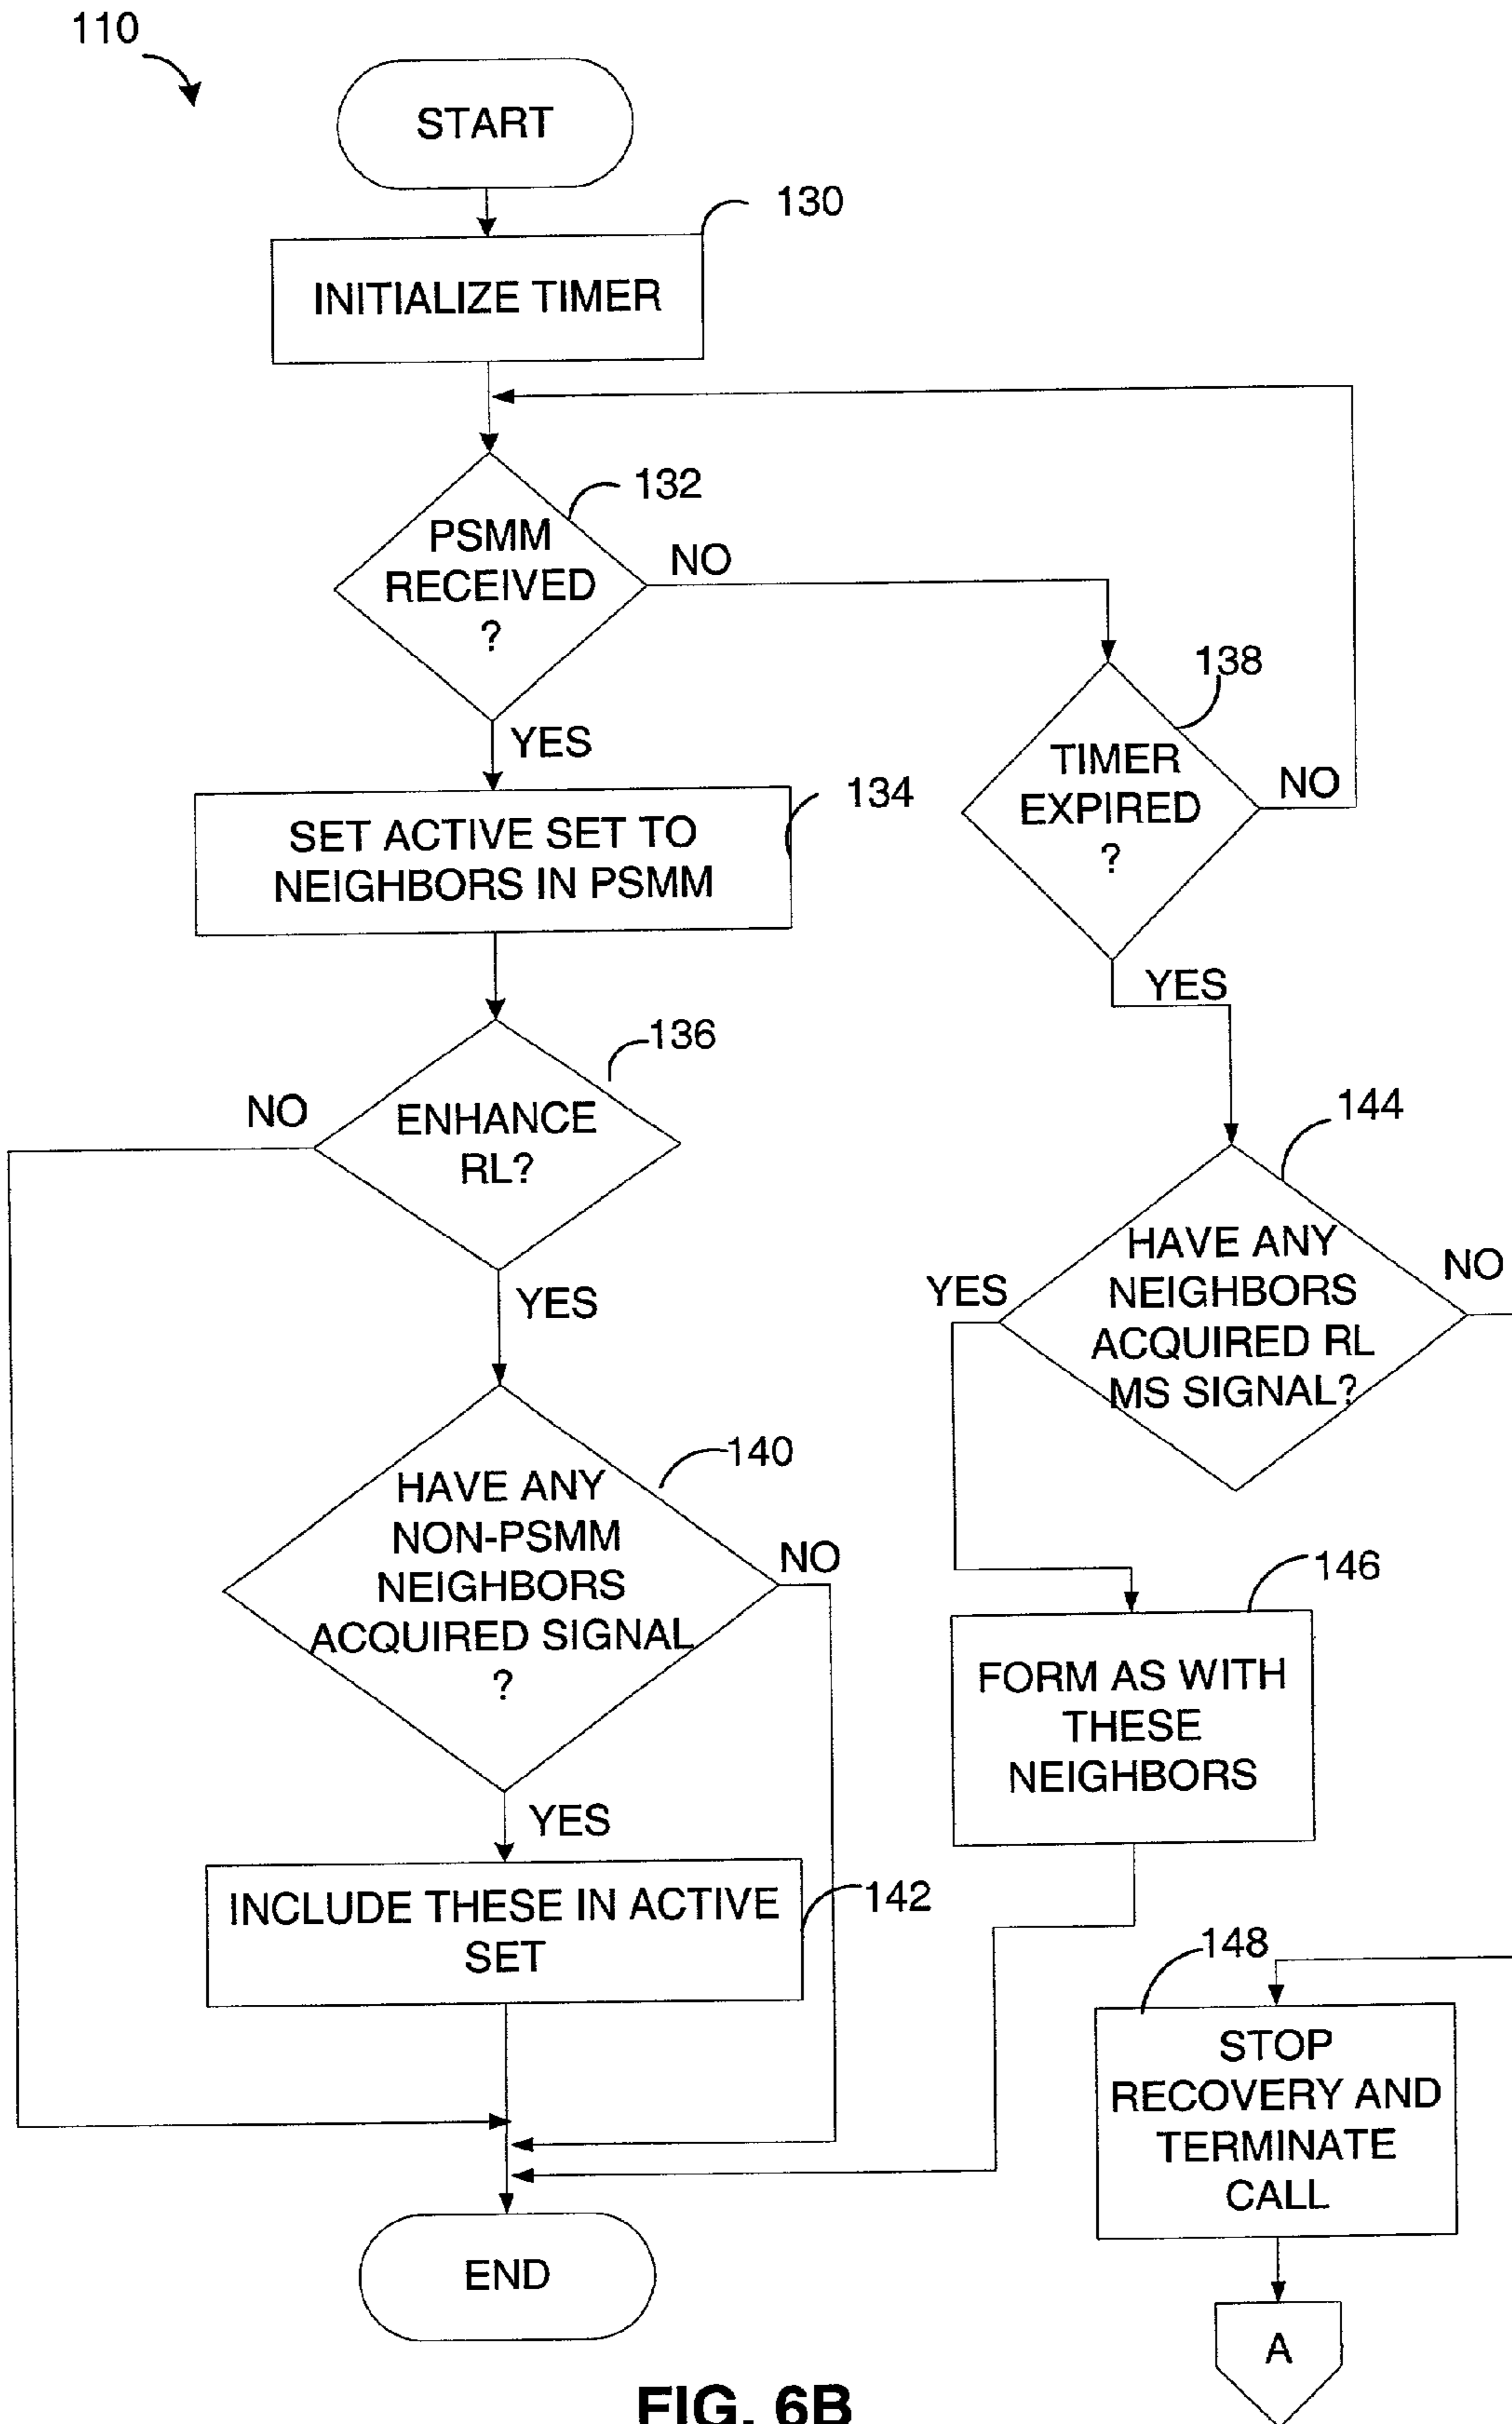 110
START
130
INITIALIZE TIMER
132
PSMM
RECEIVED
?
NO
YES
138
TIMER
EXPIRED
?
NO
YES
134
SET ACTIVE SET TO
NEIGHBORS IN PSMM
136
ENHANCE
RL?
NO
YES
144
HAVE ANY
NEIGHBORS
ACQUIRED RL
MS SIGNAL?
YES
NO
140
HAVE ANY
NON-PSMM
NEIGHBORS
ACQUIRED SIGNAL
?
NO
YES
146
FORM AS WITH
THESE
NEIGHBORS
142
INCLUDE THESE IN ACTIVE
SET
148
STOP
RECOVERY AND
TERMINATE
CALL
END
A
FIG. 6B